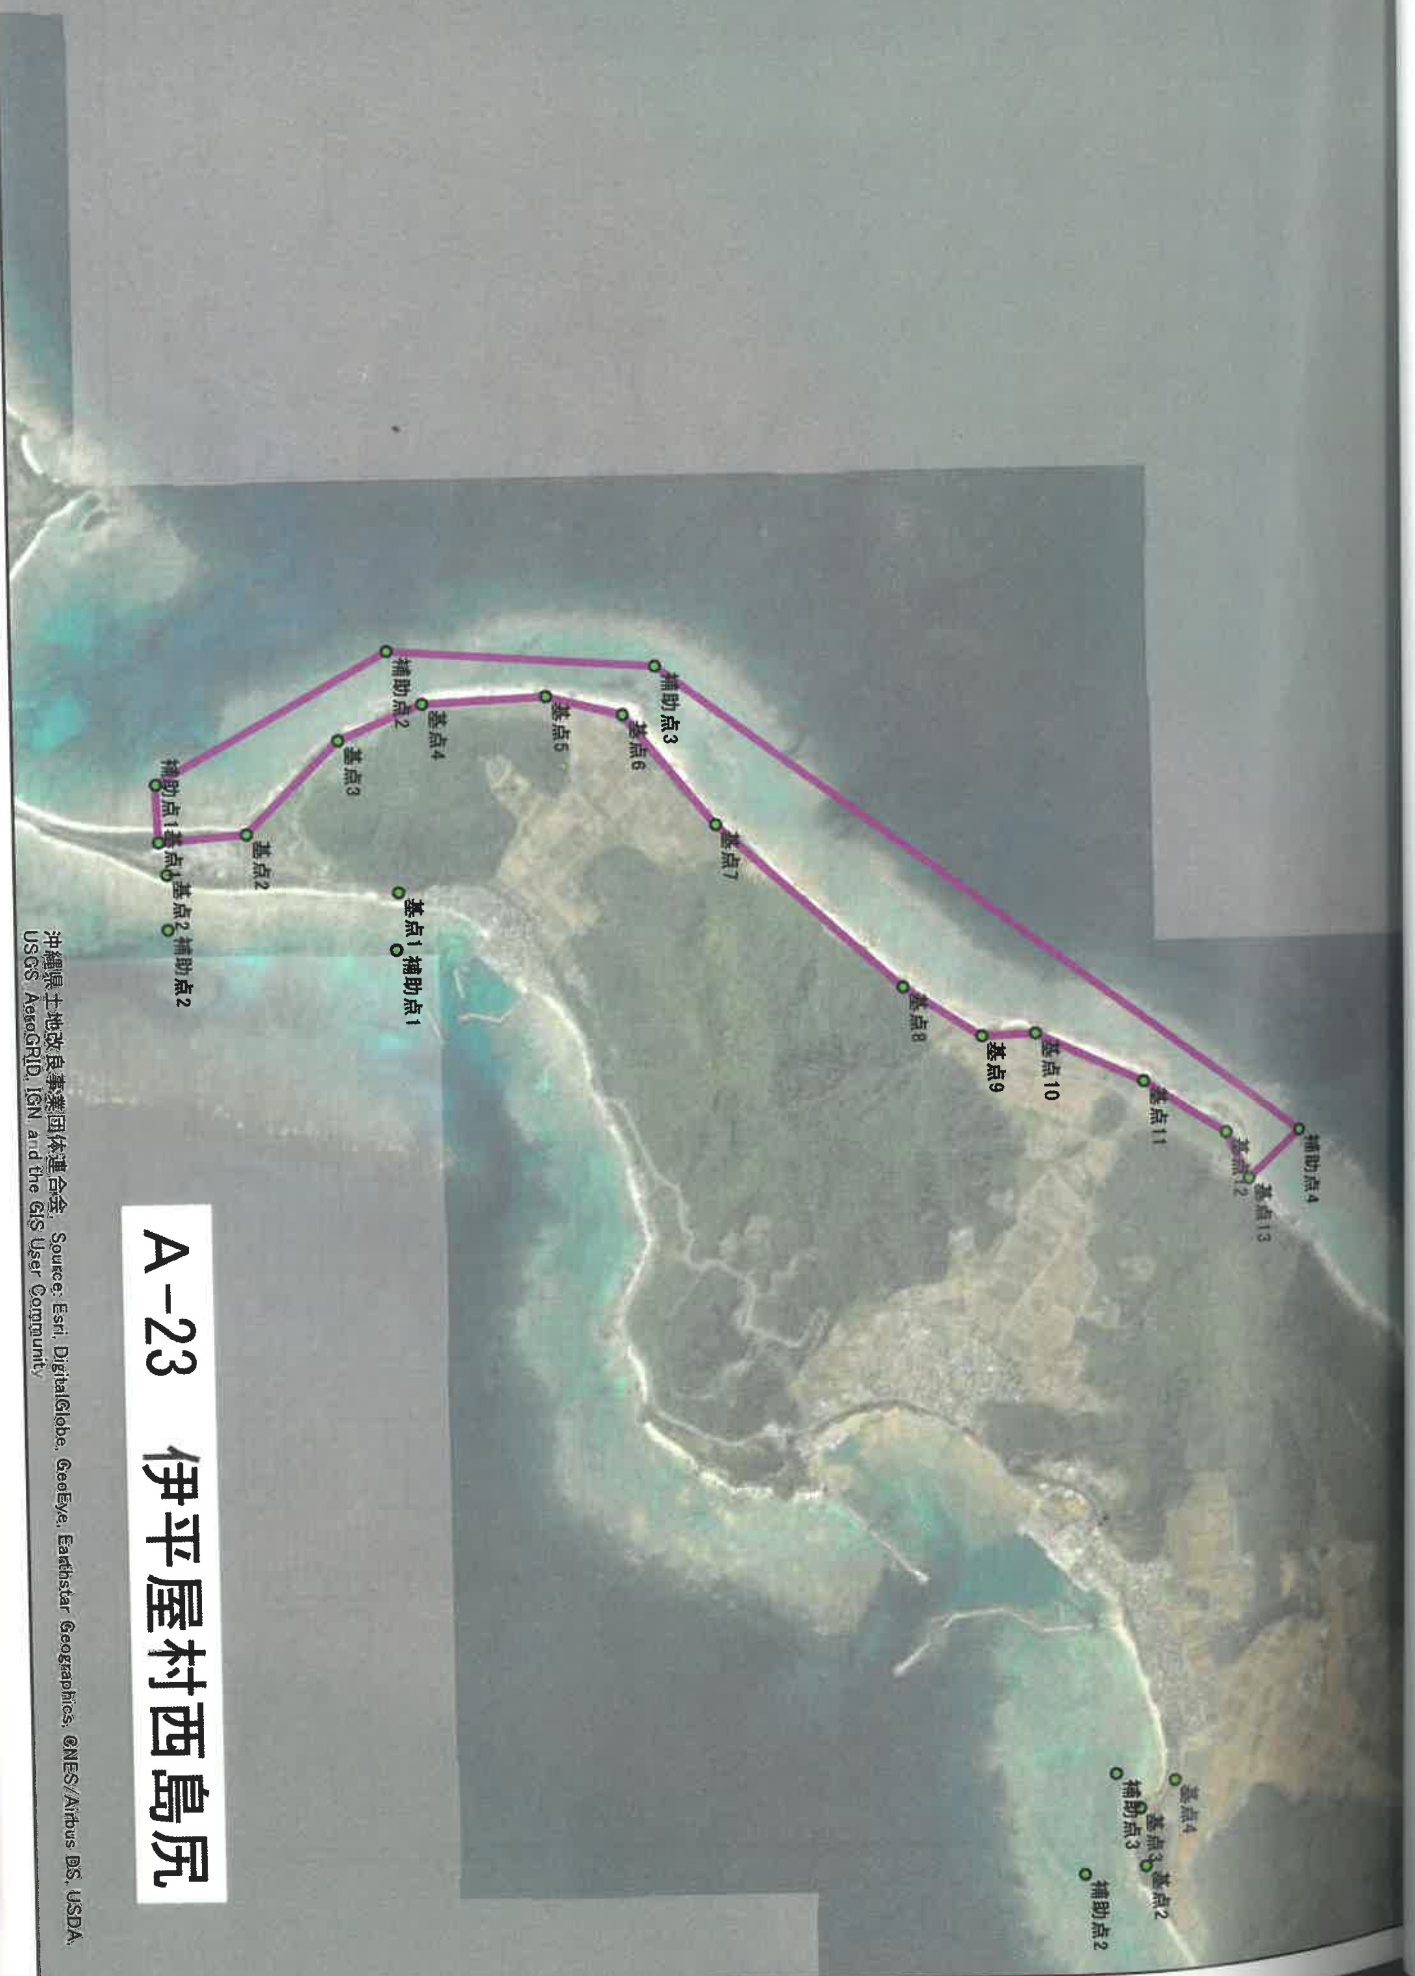 補助点4
基点13
基点12
基点11
基点10
基点9
基点8
補助点3
基点7
基点6
基点5
基点4
補助点2
基点3
基点2
補助点1
基点1
基点2
補助点2
基点1
補助点1
基点4
基点3
補助点3
基点2
補助点2
A-23 伊平屋村西島尻
沖縄県土地改良事業団体連合会, Source: Esri, DigitalGlobe, GeoEye, Earthstar Geographics, CNES/Airbus DS, USDA,
USGS, AeroGRID, IGN, and the GIS User Community